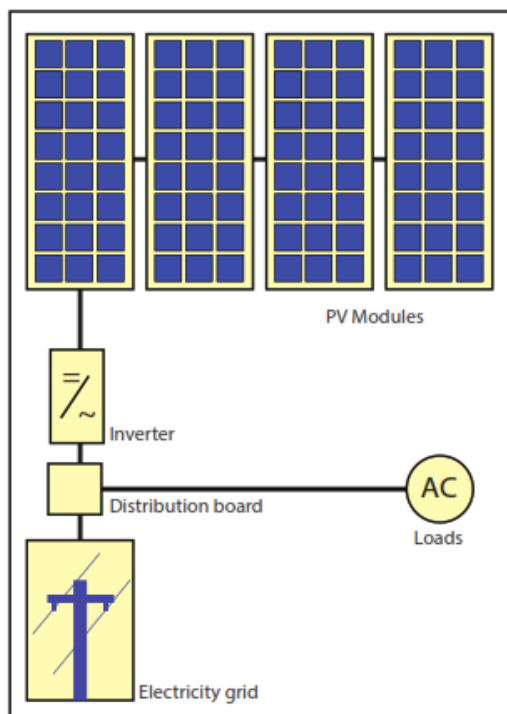 PV Modules
=
~
Inverter
Distribution board
AC
Loads
Electricity grid